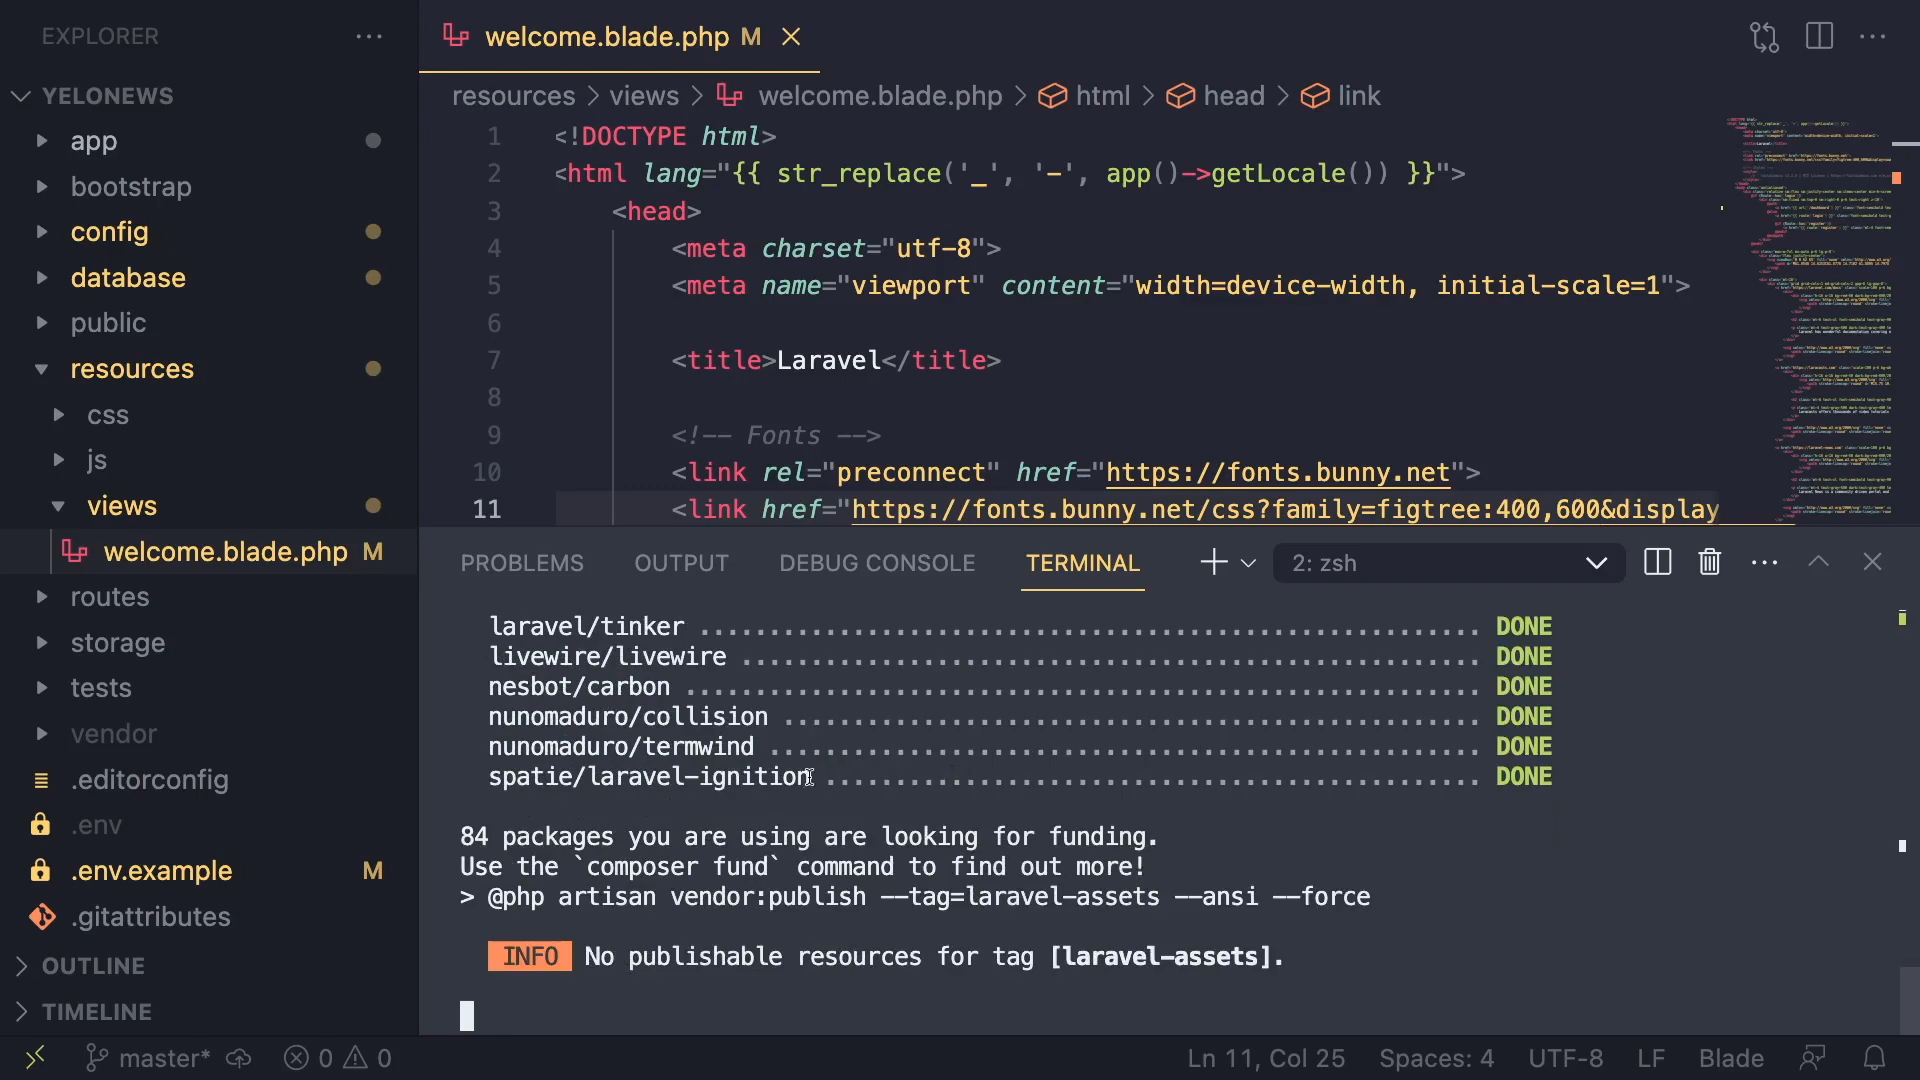 EXPLORER
YELONEWS
app
bootstrap
config
database
public
resources
css
js
views
welcome.blade.php M
routes
storage
tests
vendor
.editorconfig
.env
.env.example M
.gitattributes
OUTLINE
TIMELINE
welcome.blade.php M
resources > views > welcome.blade.php > html > head > link
1 <!DOCTYPE html>
2 <html lang="{{ str_replace('_', '-', app()->getLocale()) }}">
3 <head>
4 <meta charset="utf-8">
5 <meta name="viewport" content="width=device-width, initial-scale=1">
6
7 <title>Laravel</title>
8
9 <!-- Fonts -->
10 <link rel="preconnect" href="https://fonts.bunny.net">
11 <link href="https://fonts.bunny.net/css?family=figtree:400,600&display
PROBLEMS OUTPUT DEBUG CONSOLE TERMINAL 2: zsh
laravel/tinker ........................................................ DONE
livewire/livewire ..................................................... DONE
nesbot/carbon ......................................................... DONE
nunomaduro/collision .................................................. DONE
nunomaduro/termwind ................................................... DONE
spatie/laravel-ignition ............................................... DONE
84 packages you are using are looking for funding.
Use the `composer fund` command to find out more!
> @php artisan vendor:publish --tag=laravel-assets --ansi --force
INFO No publishable resources for tag [laravel-assets].
master* 0 0 Ln 11, Col 25 Spaces: 4 UTF-8 LF Blade